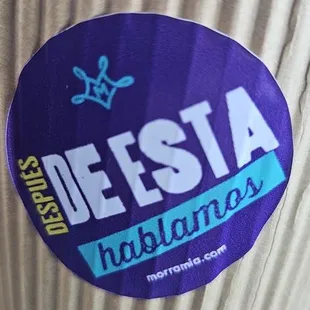 M
DESPUÉS
DE ESTA
hablamos
morramia.com